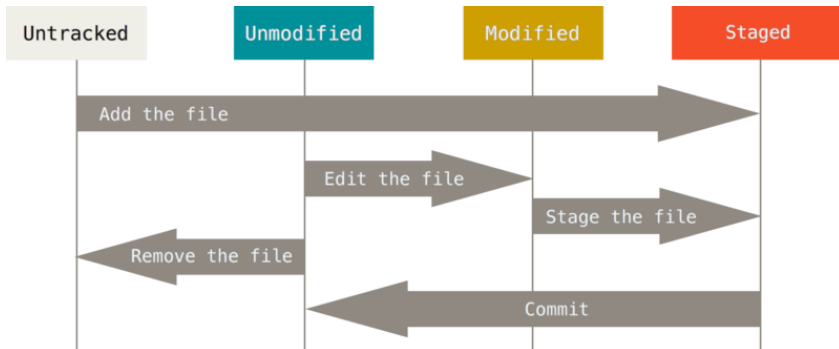 Untracked
Unmodified
Modified
Staged
Add the file
Edit the file
Stage the file
Remove the file
Commit